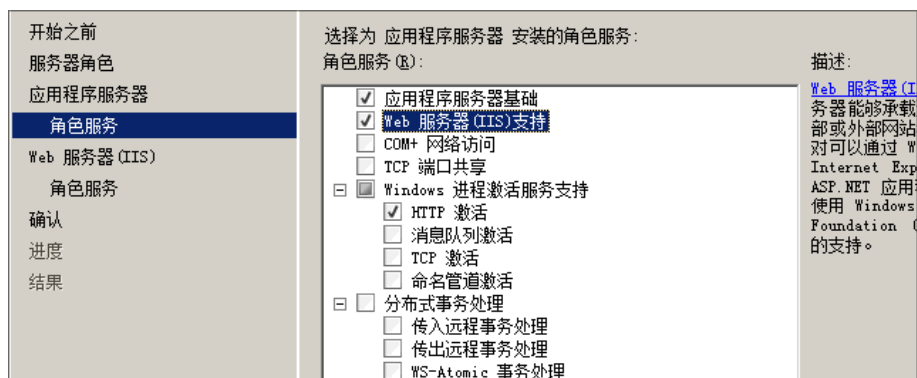 开始之前
服务器角色
应用程序服务器
角色服务
Web 服务器(IIS)
角色服务
确认
进度
结果
选择为 应用程序服务器 安装的角色服务:
角色服务(R):
应用程序服务器基础
Web 服务器(IIS)支持
COM+ 网络访问
TCP 端口共享
Windows 进程激活服务支持
HTTP 激活
消息队列激活
TCP 激活
命名管道激活
分布式事务处理
传入远程事务处理
传出远程事务处理
WS-Atomic 事务处理
描述:
Web 服务器(I
务器能够承载
部或外部网站
对可以通过 W
Internet Exp
ASP.NET 应用
使用 Windows
Foundation (
的支持。